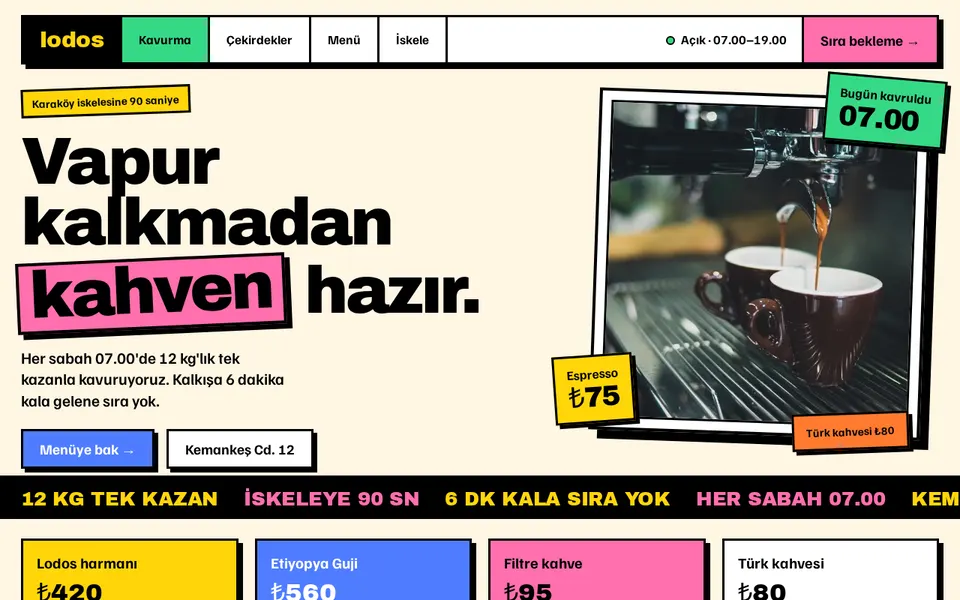 lodos
Kavurma
Çekirdekler
Menü
İskele
Açık · 07.00–19.00
Sıra bekleme →
Karaköy iskelesine 90 saniye
Vapur
kalkmadan
kahven hazır.
Her sabah 07.00'de 12 kg'lık tek
kazanla kavuruyoruz. Kalkışa 6 dakika
kala gelene sıra yok.
Menüye bak →
Kemankeş Cd. 12
Bugün kavruldu
07.00
Espresso
₺75
Türk kahvesi ₺80
12 KG TEK KAZAN İSKELEYE 90 SN 6 DK KALA SIRA YOK HER SABAH 07.00 KEM
Lodos harmanı
₺420
Etiyopya Guji
₺560
Filtre kahve
₺95
Türk kahvesi
₺80